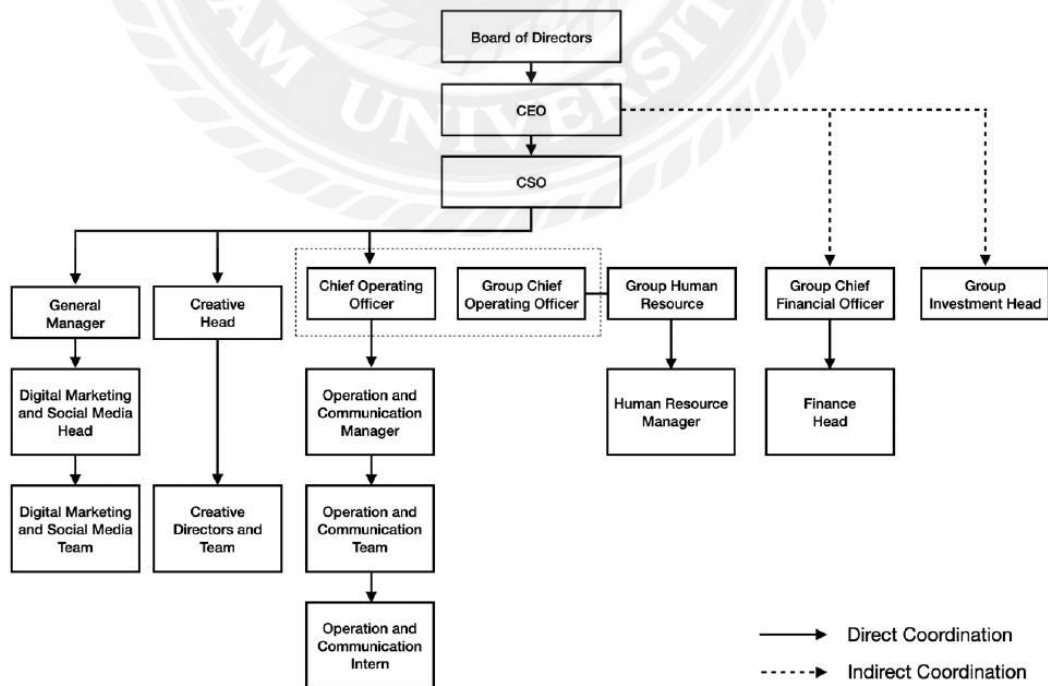 AM UNIVERSIT
Board of Directors
CEO
CSO
General
Manager
Creative
Head
Chief Operating
Officer
Group Chief
Operating Officer
Group Human
Resource
Group Chief
Financial Officer
Group
Investment Head
Digital Marketing
and Social Media
Head
Operation and
Communication
Manager
Human Resource
Manager
Finance
Head
Digital Marketing
and Social Media
Team
Creative
Directors and
Team
Operation and
Communication
Team
Operation and
Communication
Intern
Direct Coordination
Indirect Coordination